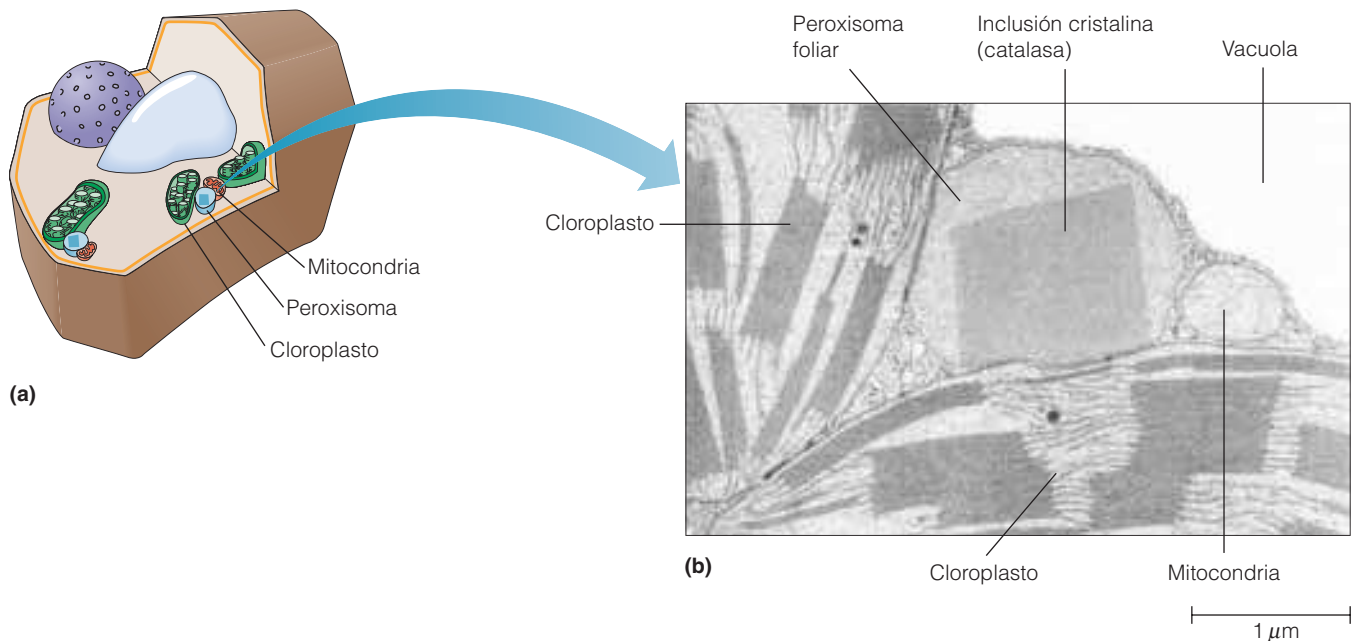 Mitocondria
Peroxisoma
Cloroplasto
(a)
Peroxisoma
foliar
Inclusión cristalina
(catalasa)
Vacuola
Cloroplasto
(b)
Cloroplasto
Mitocondria
1 μm